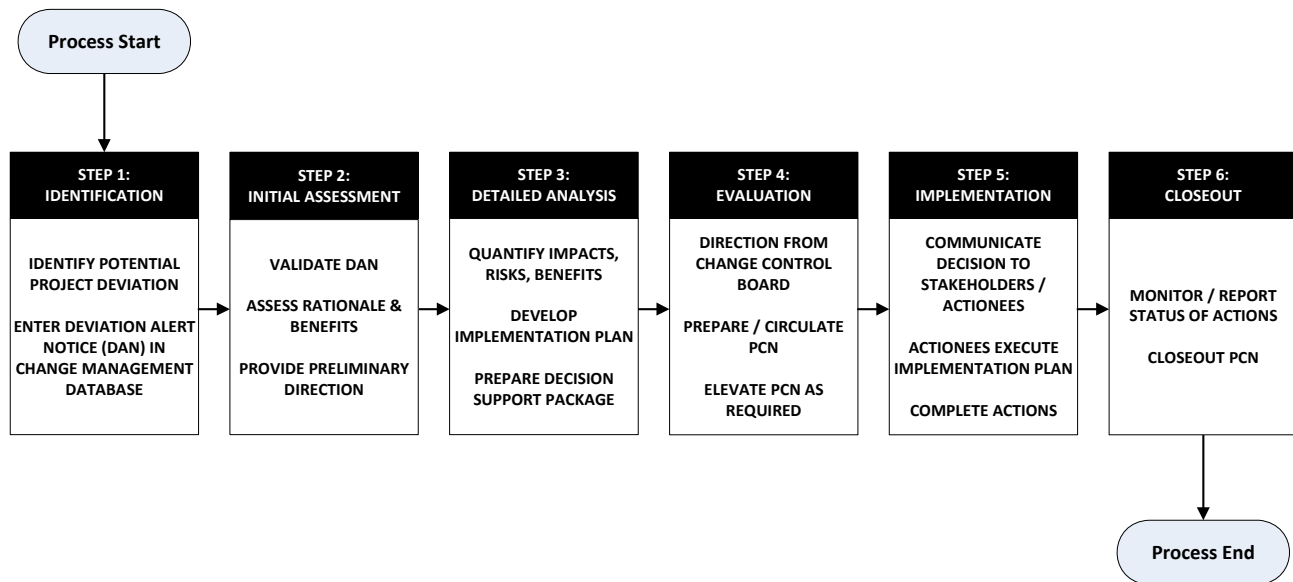 Process Start
STEP 1:
IDENTIFICATION
IDENTIFY POTENTIAL
PROJECT DEVIATION
ENTER DEVIATION ALERT
NOTICE (DAN) IN
CHANGE MANAGEMENT
DATABASE
STEP 2:
INITIAL ASSESSMENT
VALIDATE DAN
ASSESS RATIONALE &
BENEFITS
PROVIDE PRELIMINARY
DIRECTION
STEP 3:
DETAILED ANALYSIS
QUANTIFY IMPACTS,
RISKS, BENEFITS
DEVELOP
IMPLEMENTATION PLAN
PREPARE DECISION
SUPPORT PACKAGE
STEP 4:
EVALUATION
DIRECTION FROM
CHANGE CONTROL
BOARD
PREPARE / CIRCULATE
PCN
ELEVATE PCN AS
REQUIRED
STEP 5:
IMPLEMENTATION
COMMUNICATE
DECISION TO
STAKEHOLDERS /
ACTIONEES
ACTIONEES EXECUTE
IMPLEMENTATION PLAN
COMPLETE ACTIONS
STEP 6:
CLOSEOUT
MONITOR / REPORT
STATUS OF ACTIONS
CLOSEOUT PCN
Process End